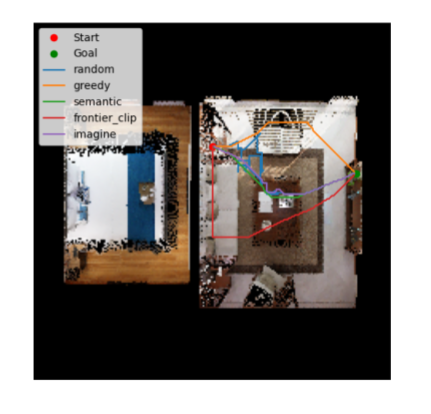 Start
Goal
random
greedy
semantic
frontier_clip
imagine